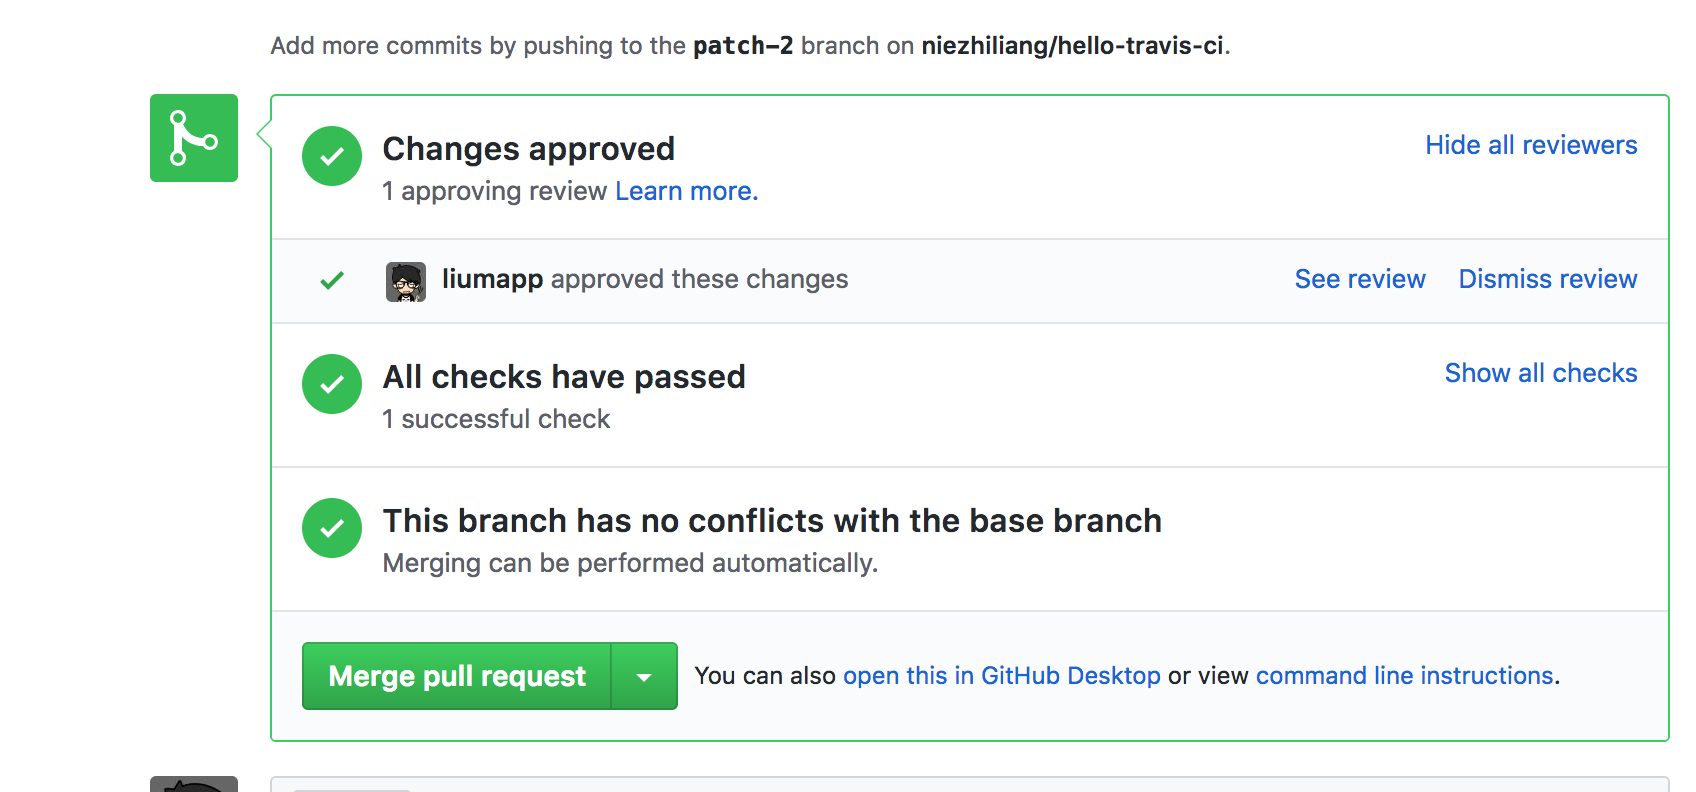 Add more commits by pushing to the patch-2 branch on niezhiliang/hello-travis-ci.
Changes approved
Hide all reviewers
1 approving review Learn more.
liumapp approved these changes
See review Dismiss review
All checks have passed
Show all checks
1 successful check
This branch has no conflicts with the base branch
Merging can be performed automatically.
Merge pull request
You can also open this in GitHub Desktop or view command line instructions.